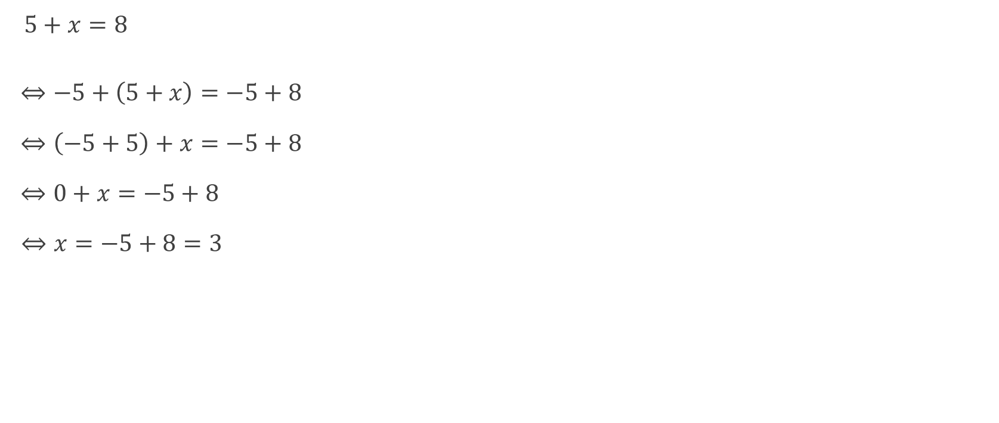 5 + x = 8
⇔ −5 + (5 + x) = −5 + 8
⇔ (−5 + 5) + x = −5 + 8
⇔ 0 + x = −5 + 8
⇔ x = −5 + 8 = 3